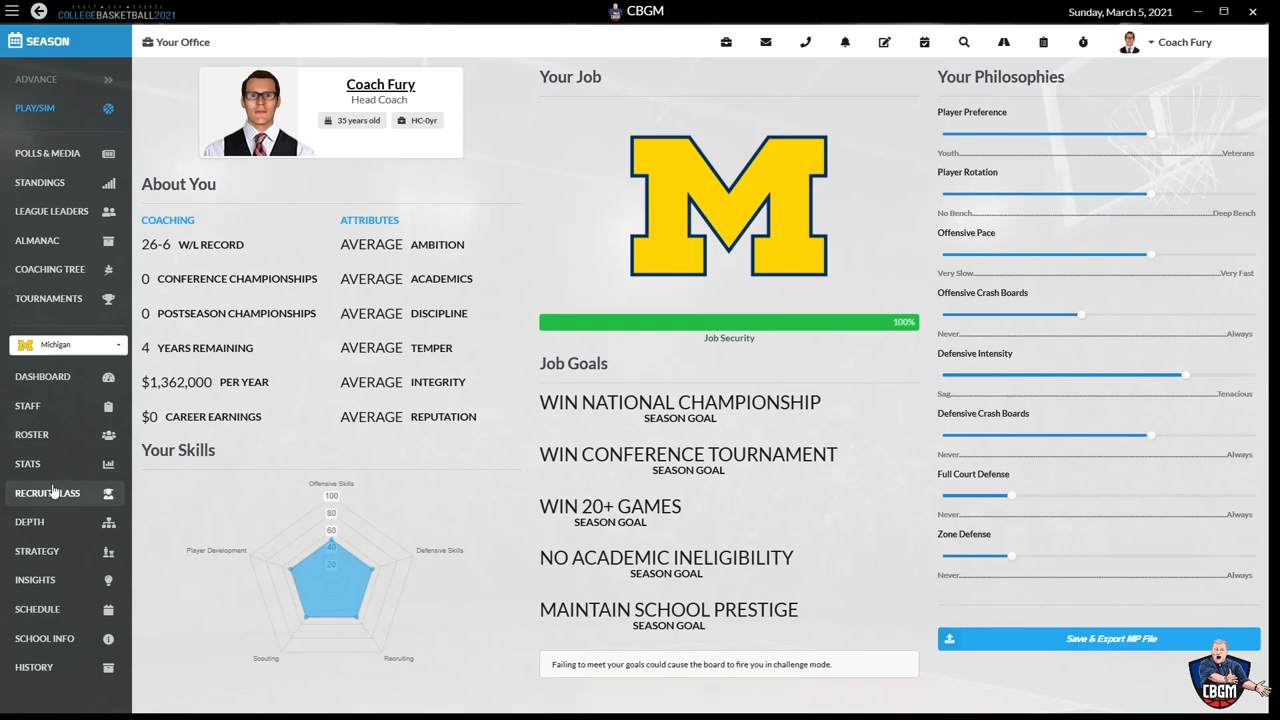 DRAFT DAY SPORTS
COLLEGEBASKETBALL2021
CBGM
Sunday, March 5, 2021
SEASON
Your Office
Coach Fury
ADVANCE
PLAY/SIM
POLLS & MEDIA
STANDINGS
LEAGUE LEADERS
ALMANAC
COACHING TREE
TOURNAMENTS
Michigan
DASHBOARD
STAFF
ROSTER
STATS
RECRUIT CLASS
DEPTH
STRATEGY
INSIGHTS
SCHEDULE
SCHOOL INFO
HISTORY
Coach Fury
Head Coach
35 years old
HC-0yr
About You
COACHING
ATTRIBUTES
26-6 W/L RECORD
AVERAGE AMBITION
0 CONFERENCE CHAMPIONSHIPS
AVERAGE ACADEMICS
0 POSTSEASON CHAMPIONSHIPS
AVERAGE DISCIPLINE
4 YEARS REMAINING
AVERAGE TEMPER
$1,362,000 PER YEAR
AVERAGE INTEGRITY
$0 CAREER EARNINGS
AVERAGE REPUTATION
Your Skills
Offensive Skills
100
80
60
40
20
Player Development
Defensive Skills
Scouting
Recruiting
Your Job
M
100%
Job Security
Job Goals
WIN NATIONAL CHAMPIONSHIP
SEASON GOAL
WIN CONFERENCE TOURNAMENT
SEASON GOAL
WIN 20+ GAMES
SEASON GOAL
NO ACADEMIC INELIGIBILITY
SEASON GOAL
MAINTAIN SCHOOL PRESTIGE
SEASON GOAL
Failing to meet your goals could cause the board to fire you in challenge mode.
Your Philosophies
Player Preference
Youth Veterans
Player Rotation
No Bench Deep Bench
Offensive Pace
Very Slow Very Fast
Offensive Crash Boards
Never Always
Defensive Intensity
Sag Tenacious
Defensive Crash Boards
Never Always
Full Court Defense
Never Always
Zone Defense
Never Always
Save & Export MP File
CBGM